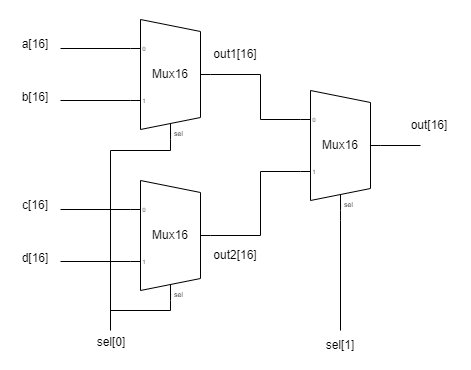 a[16]
0
out1[16]
Mux16
b[16]
1
sel
0
out[16]
Mux16
1
c[16]
0
sel
Mux16
d[16]
1
out2[16]
sel
sel[0]
sel[1]